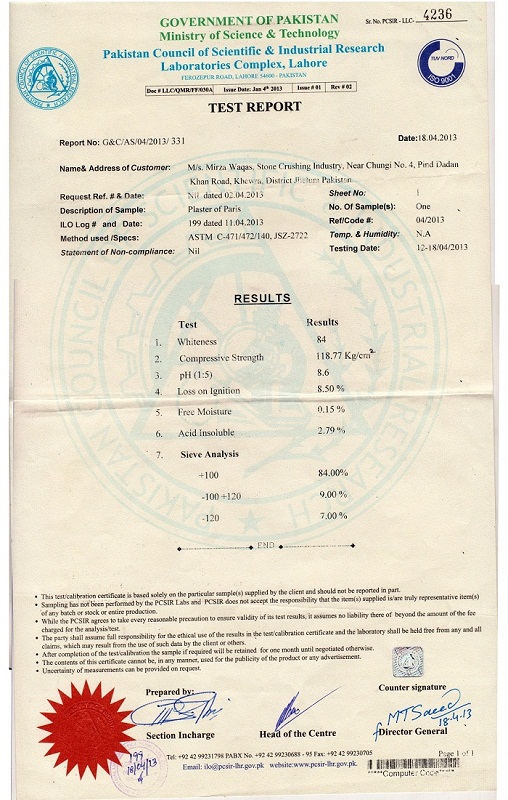 GOVERNMENT OF PAKISTAN
Ministry of Science & Technology
Sr. No. PCSIR - LLC- 4236
Pakistan Council of Scientific & Industrial Research
Laboratories Complex, Lahore
FEROZEPUR ROAD, LAHORE 54600 - PAKISTAN
TUV NORD
ISO 9001
Doc # LLC/QMR/FF/030A Issue Date: Jan 4th 2013 Issue # 01 Rev # 02
TEST REPORT
Report No: G&C/AS/04/2013/ 331 Date:18.04.2013
Name& Address of Customer: M/s. Mirza Waqas, Stone Crushing Industry, Near Chungi No. 4, Pind Dadan
Khan Road, Khewra, District Jhelum Pakistan
Request Ref. # & Date: Nil dated 02.04.2013 Sheet No: 1
Description of Sample: Plaster of Paris No. Of Sample(s): One
ILO Log # and Date: 199 dated 11.04.2013 Ref/Code #: 04/2013
Method used /Specs: ASTM C-471/472/140, JSZ-2722 Temp. & Humidity: N.A
Statement of Non-compliance: Nil Testing Date: 12-18/04/2013
RESULTS
Test Results
1. Whiteness 84
2. Compressive Strength 118.77 Kg/cm2
3. pH (1:5) 8.6
4. Loss on Ignition 8.50 %
5. Free Moisture 0.15 %
6. Acid Insoluble 2.79 %
7. Sieve Analysis
+100 84.00%
-100 +120 9.00 %
-120 7.00 %
END
• This test/calibration certificate is based solely on the particular sample(s) supplied by the client and should not be reported in part.
• Sampling has not been performed by the PCSIR Labs and PCSIR does not accept the responsibility that the item(s) supplied is/are truly representative item(s)
of any batch or stock or entire production.
• While the PCSIR agrees to take every reasonable precaution to ensure validity of this test results, it assumes no liability there of beyond the amount of the fee
charged for the analysis/test.
• The party shall assume full responsibility for the ethical use of the results in the test/calibration certificate and the laboratory shall be held free from any and all
claims, which may result from the use of such data by the client or others.
• After completion of the test/calibration the sample if required will be retained for one month until negotiated otherwise.
• The contents of this certificate cannot be, in any manner, used for the publicity of the product or any advertisement.
• Uncertainty of measurements can be provided on request.
Prepared by: Counter signature
MTSaeed
18.4.13
Section Incharge Head of the Centre Director General
199
18/04/13
Tel: +92 42 99231798 PABX No. +92 42 99230688 - 95 Fax: +92 42 99230705 Page 1 of 1
Email: ilo@pcsir-lhr.gov.pk website:www.pcsir-lhr.gov.pk
****Computer Code****